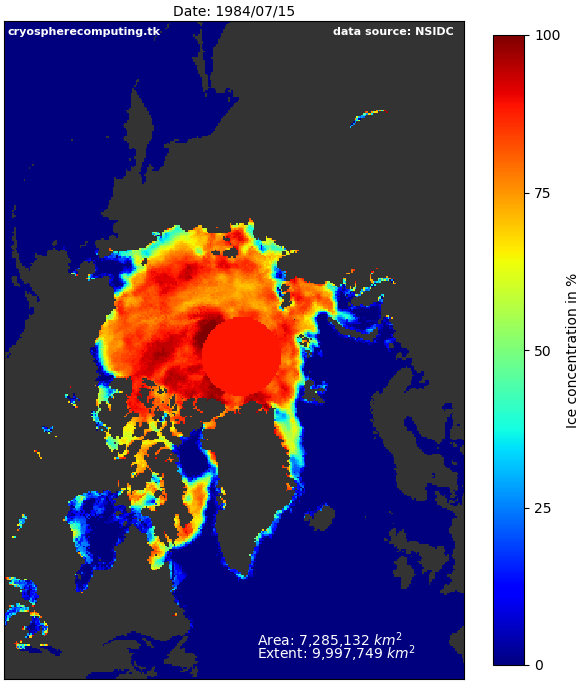 Date: 1984/07/15
cryospherecomputing.tk
data source: NSIDC
100
75
50
25
0
Ice concentration in %
Area: 7,285,132 km²
Extent: 9,997,749 km²